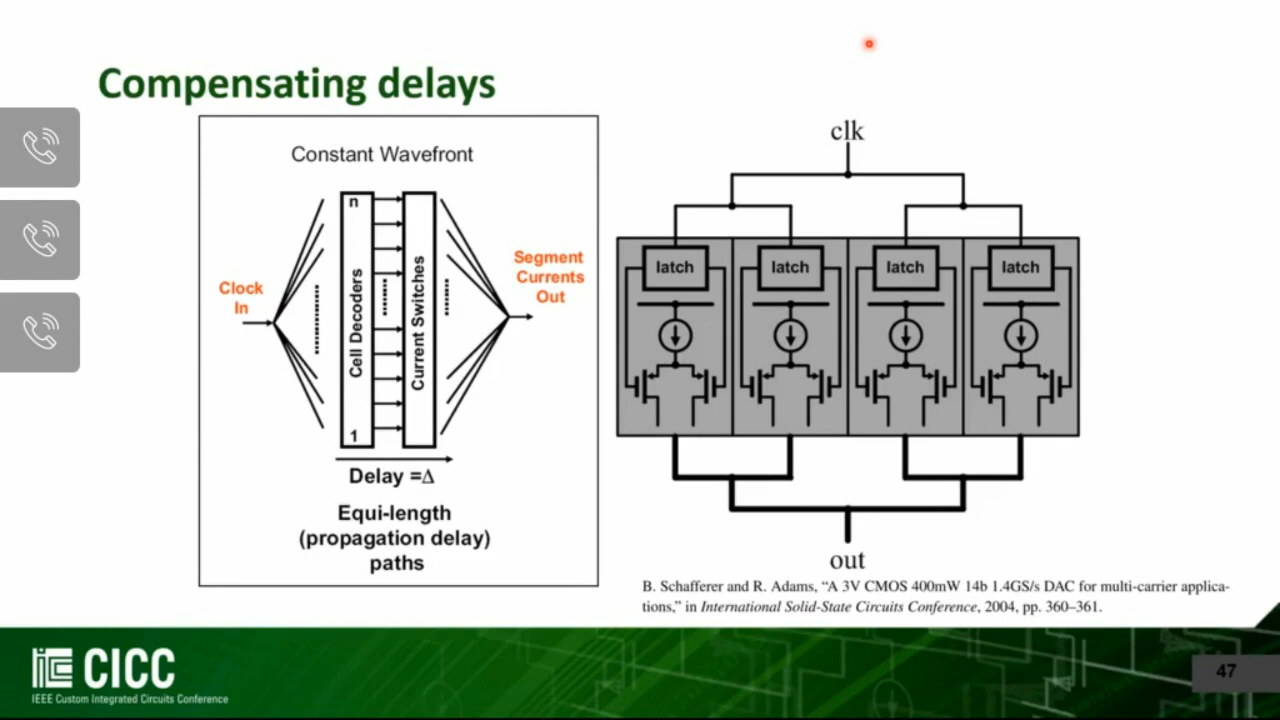 Compensating delays
Constant Wavefront
Clock
In
n
Cell Decoders
1
Current Switches
Segment
Currents
Out
Delay =Δ
Equi-length
(propagation delay)
paths
clk
latch latch latch latch
out
B. Schafferer and R. Adams, “A 3V CMOS 400mW 14b 1.4GS/s DAC for multi-carrier applica-
tions,” in International Solid-State Circuits Conference, 2004, pp. 360–361.
CICC
IEEE Custom Integrated Circuits Conference
47